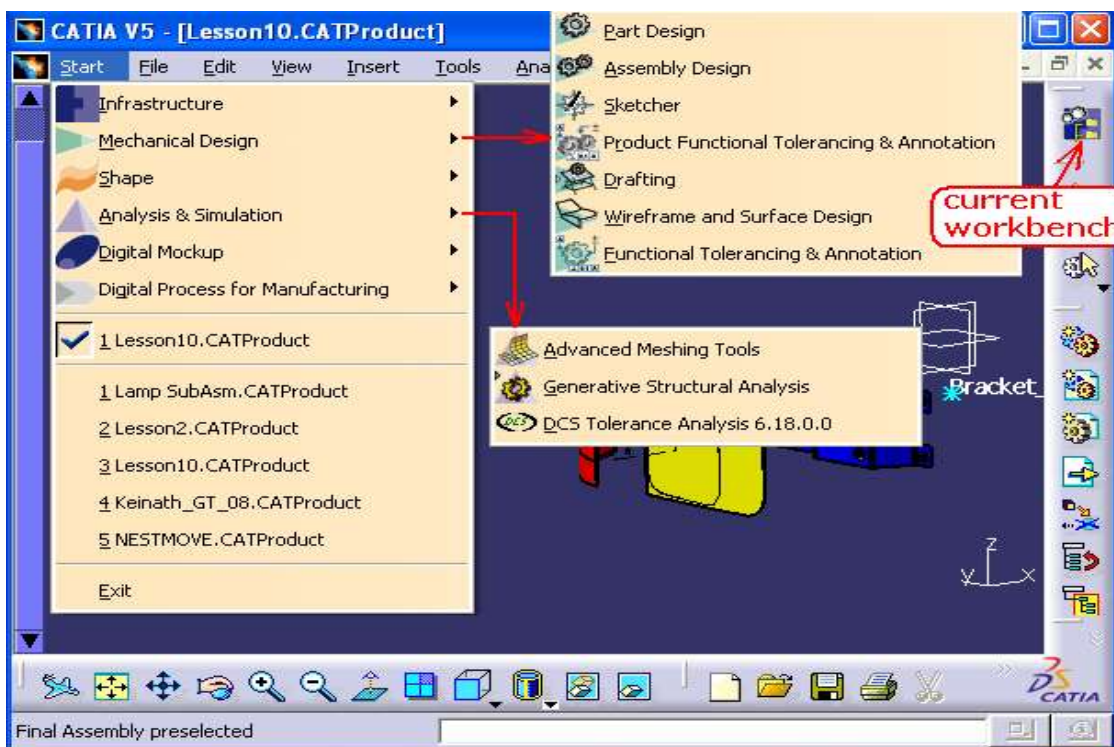 CATIA V5 - [Lesson10.CATProduct]
Start File Edit View Insert Tools Ana
Infrastructure
Mechanical Design
Shape
Analysis & Simulation
Digital Mockup
Digital Process for Manufacturing
1 Lesson10.CATProduct
1 Lamp SubAsm.CATProduct
2 Lesson2.CATProduct
3 Lesson10.CATProduct
4 Keinath_GT_08.CATProduct
5 NESTMOVE.CATProduct
Exit
Part Design
Assembly Design
Sketcher
Product Functional Tolerancing & Annotation
Drafting
Wireframe and Surface Design
Functional Tolerancing & Annotation
current
workbench
Advanced Meshing Tools
Generative Structural Analysis
DCS DCS Tolerance Analysis 6.18.0.0
Bracket_
z
y x
DS
CATIA
Final Assembly preselected